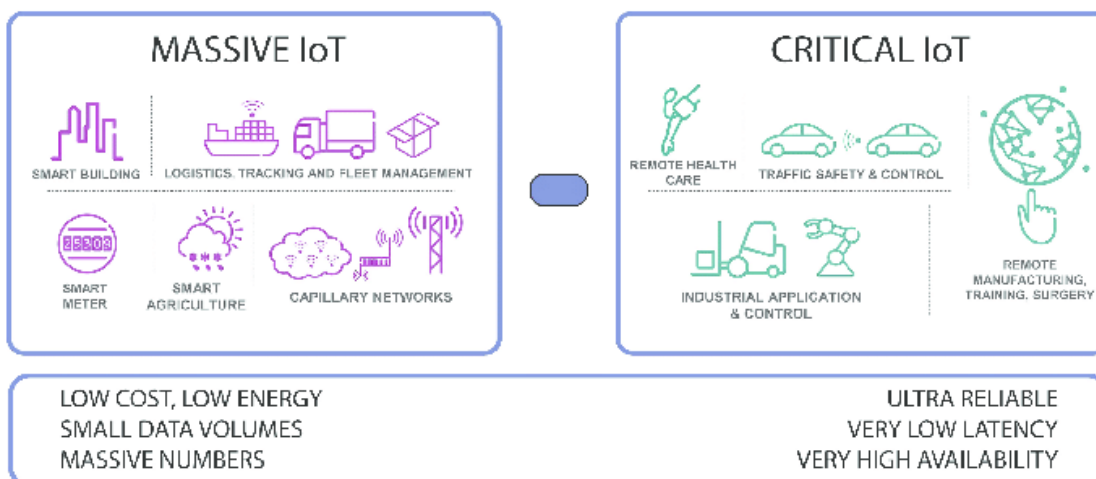 MASSIVE IoT
SMART BUILDING
LOGISTICS, TRACKING AND FLEET MANAGEMENT
SMART
METER
SMART
AGRICULTURE
CAPILLARY NETWORKS
CRITICAL IoT
REMOTE HEALTH
CARE
TRAFFIC SAFETY & CONTROL
INDUSTRIAL APPLICATION
& CONTROL
REMOTE
MANUFACTURING,
TRAINING, SURGERY
LOW COST, LOW ENERGY
SMALL DATA VOLUMES
MASSIVE NUMBERS
ULTRA RELIABLE
VERY LOW LATENCY
VERY HIGH AVAILABILITY